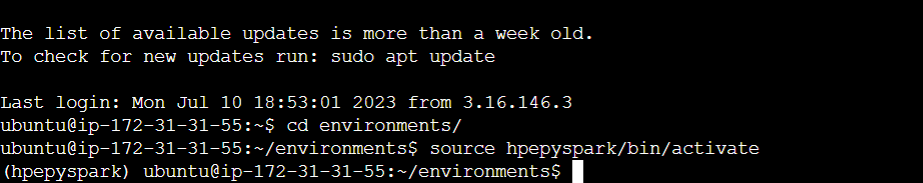 The list of available updates is more than a week old.
To check for new updates run: sudo apt update
Last login: Mon Jul 10 18:53:01 2023 from 3.16.146.3
ubuntu@ip-172-31-31-55:~$ cd environments/
ubuntu@ip-172-31-31-55:~/environments$ source hpepyspark/bin/activate
(hpepyspark) ubuntu@ip-172-31-31-55:~/environments$